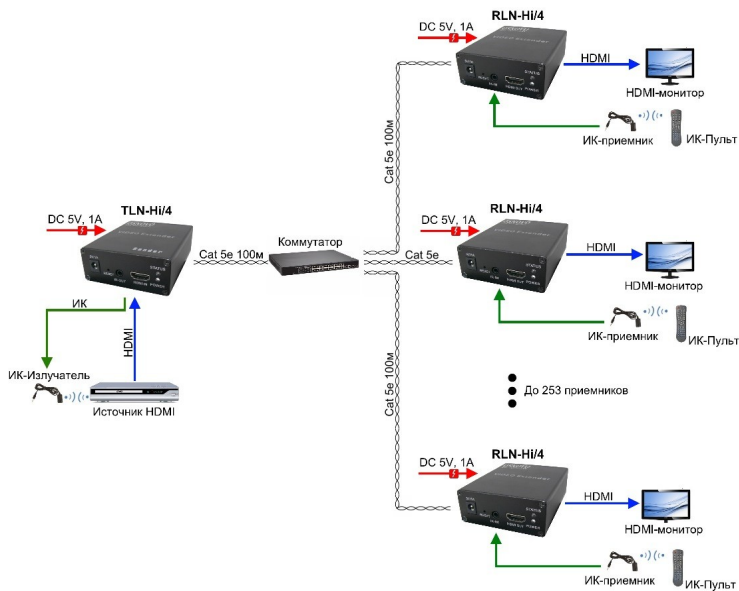 RLN-Hi/4
DC 5V, 1A
HDMI
HDMI-монитор
ИК-приемник
ИК-Пульт
Cat 5e 100м
TLN-Hi/4
DC 5V, 1A
Cat 5e 100м
Коммутатор
ИК
HDMI
ИК-Излучатель
Источник HDMI
RLN-Hi/4
DC 5V, 1A
Cat 5e
HDMI
HDMI-монитор
ИК-приемник
ИК-Пульт
До 253 приемников
Cat 5e 100м
RLN-Hi/4
DC 5V, 1A
HDMI
HDMI-монитор
ИК-приемник
ИК-Пульт